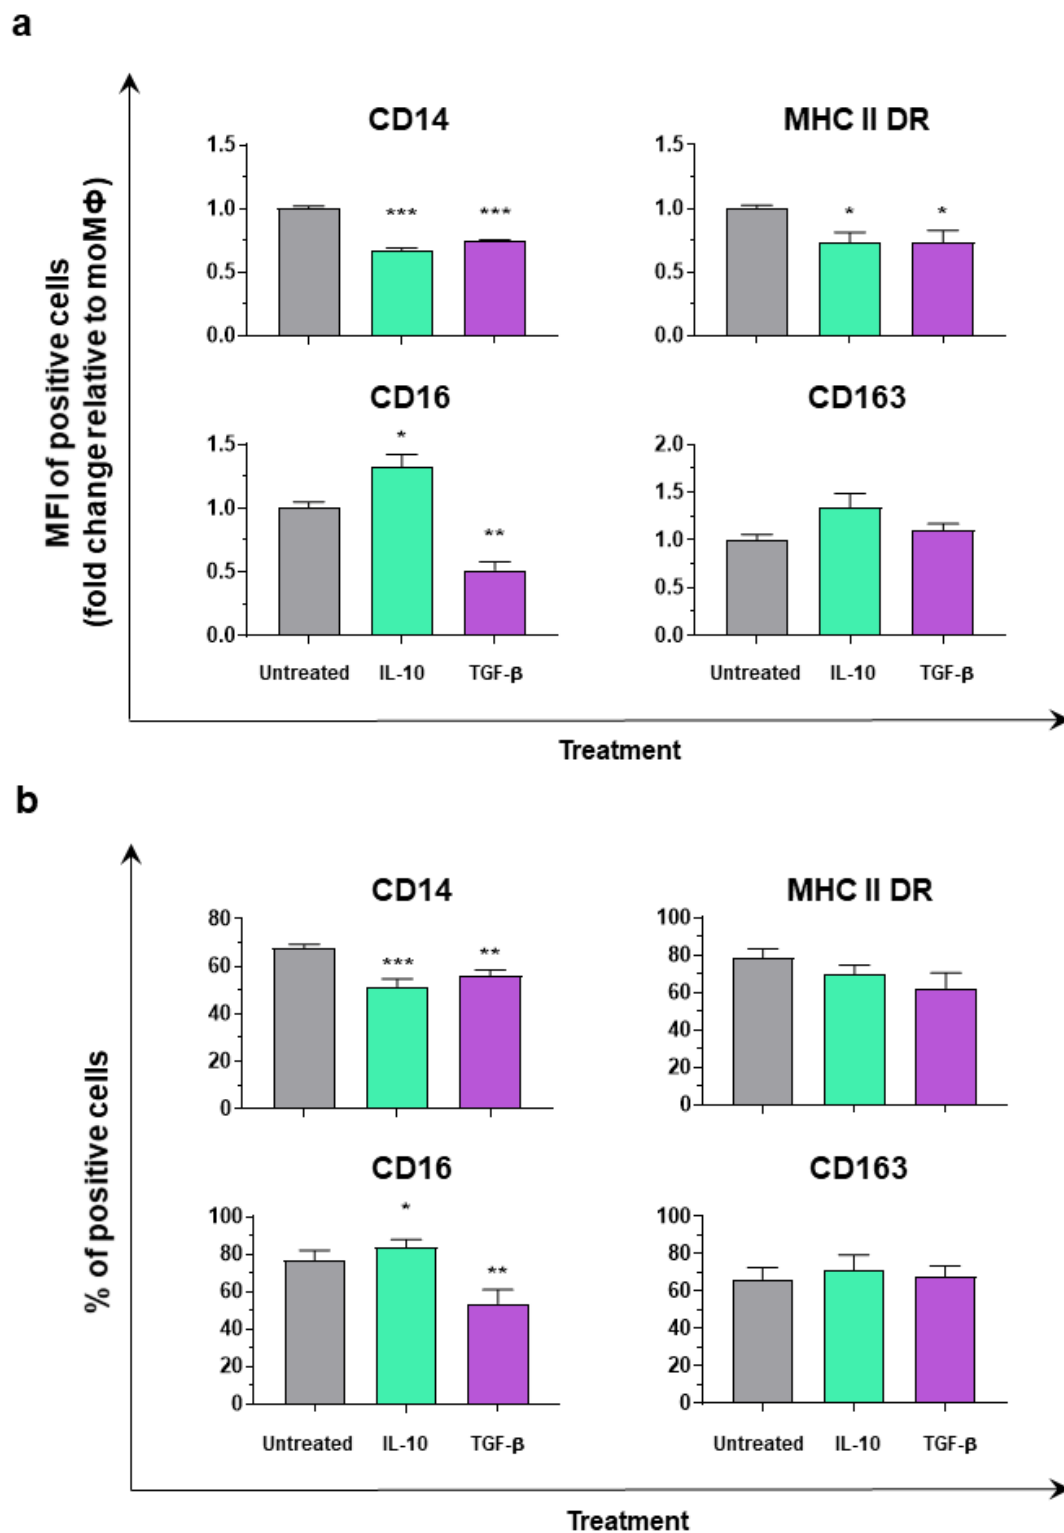 a
MFI of positive cells
(fold change relative to moMΦ)
CD14
MHC II DR
1.5
1.0
0.5
0.0
***
***
1.5
1.0
0.5
0.0
*
*
CD16
CD163
1.5
1.0
0.5
0.0
*
**
2.0
1.5
1.0
0.5
0.0
Untreated IL-10 TGF-β
Untreated IL-10 TGF-β
Treatment
b
% of positive cells
CD14
MHC II DR
80
60
40
20
0
***
**
100
80
60
40
20
0
CD16
CD163
100
80
60
40
20
0
*
**
100
80
60
40
20
0
Untreated IL-10 TGF-β
Untreated IL-10 TGF-β
Treatment